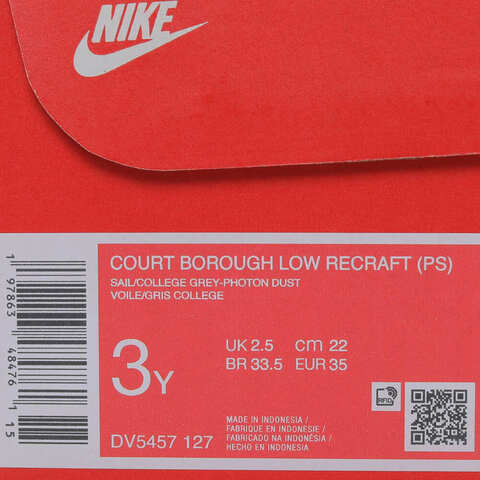 NIKE
COURT BOROUGH LOW RECRAFT (PS)
SAIL/COLLEGE GREY-PHOTON DUST
VOILE/GRIS COLLEGE
3Y
UK 2.5 cm 22
BR 33.5 EUR 35
MADE IN INDONESIA /
FABRIQUE EN INDONESIE /
FABRICADO NA INDONÉSIA /
HECHO EN INDONESIA
DV5457 127
RFID
1 97863 48476 1 15